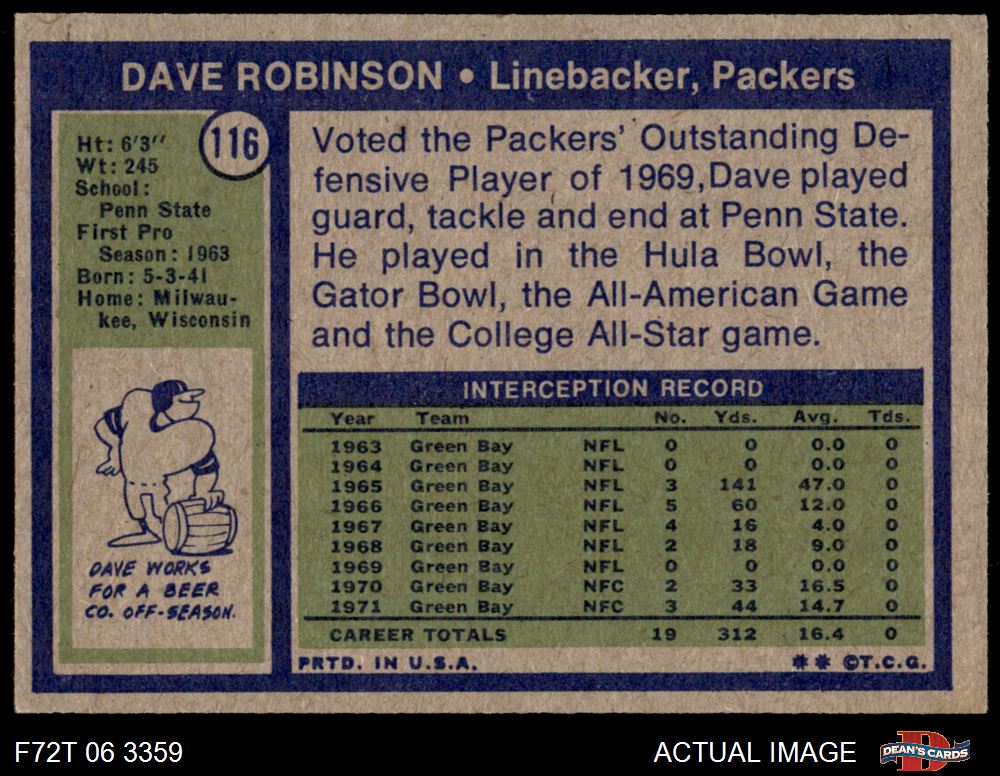 DAVE ROBINSON • Linebacker, Packers
116
Ht: 6'3''
Wt: 245
School:
Penn State
First Pro
Season: 1963
Born: 5-3-41
Home: Milwau-
kee, Wisconsin
DAVE WORKS
FOR A BEER
CO. OFF-SEASON.
Voted the Packers' Outstanding De-
fensive Player of 1969, Dave played
guard, tackle and end at Penn State.
He played in the Hula Bowl, the
Gator Bowl, the All-American Game
and the College All-Star game.
INTERCEPTION RECORD
Year Team No. Yds. Avg. Tds.
1963 Green Bay NFL 0 0 0.0 0
1964 Green Bay NFL 0 0 0.0 0
1965 Green Bay NFL 3 141 47.0 0
1966 Green Bay NFL 5 60 12.0 0
1967 Green Bay NFL 4 16 4.0 0
1968 Green Bay NFL 2 18 9.0 0
1969 Green Bay NFL 0 0 0.0 0
1970 Green Bay NFC 2 33 16.5 0
1971 Green Bay NFC 3 44 14.7 0
CAREER TOTALS 19 312 16.4 0
PRTD. IN U.S.A. ** ©T.C.G.
F72T 06 3359 ACTUAL IMAGE DEAN'S CARDS